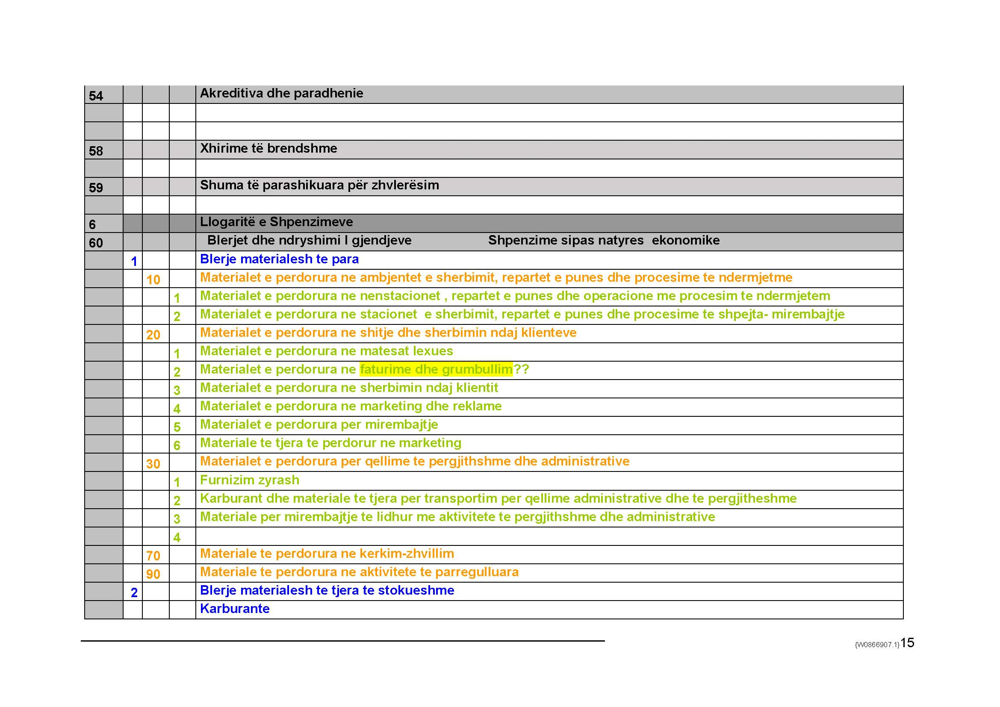 54 Akreditiva dhe paradhenie
58 Xhirime të brendshme
59 Shuma të parashikuara për zhvlerësim
6 Llogaritë e Shpenzimeve
60 Blerjet dhe ndryshimi I gjendjeve Shpenzime sipas natyres ekonomike
1 Blerje materialesh te para
10 Materialet e perdorura ne ambjentet e sherbimit, repartet e punes dhe procesime te ndermjetme
1 Materialet e perdorura ne nenstacionet , repartet e punes dhe operacione me procesim te ndermjetem
2 Materialet e perdorura ne stacionet e sherbimit, repartet e punes dhe procesime te shpejta- mirembajtje
20 Materialet e perdorura ne shitje dhe sherbimin ndaj klienteve
1 Materialet e perdorura ne matesat lexues
2 Materialet e perdorura ne faturime dhe grumbullim??
3 Materialet e perdorura ne sherbimin ndaj klientit
4 Materialet e perdorura ne marketing dhe reklame
5 Materialet e perdorura per mirembajtje
6 Materiale te tjera te perdorur ne marketing
30 Materialet e perdorura per qellime te pergjithshme dhe administrative
1 Furnizim zyrash
2 Karburant dhe materiale te tjera per transportim per qellime administrative dhe te pergjitheshme
3 Materiale per mirembajtje te lidhur me aktivitete te pergjithshme dhe administrative
4
70 Materiale te perdorura ne kerkim-zhvillim
90 Materiale te perdorura ne aktivitete te parregulluara
2 Blerje materialesh te tjera te stokueshme
Karburante
{W0866907.1}15